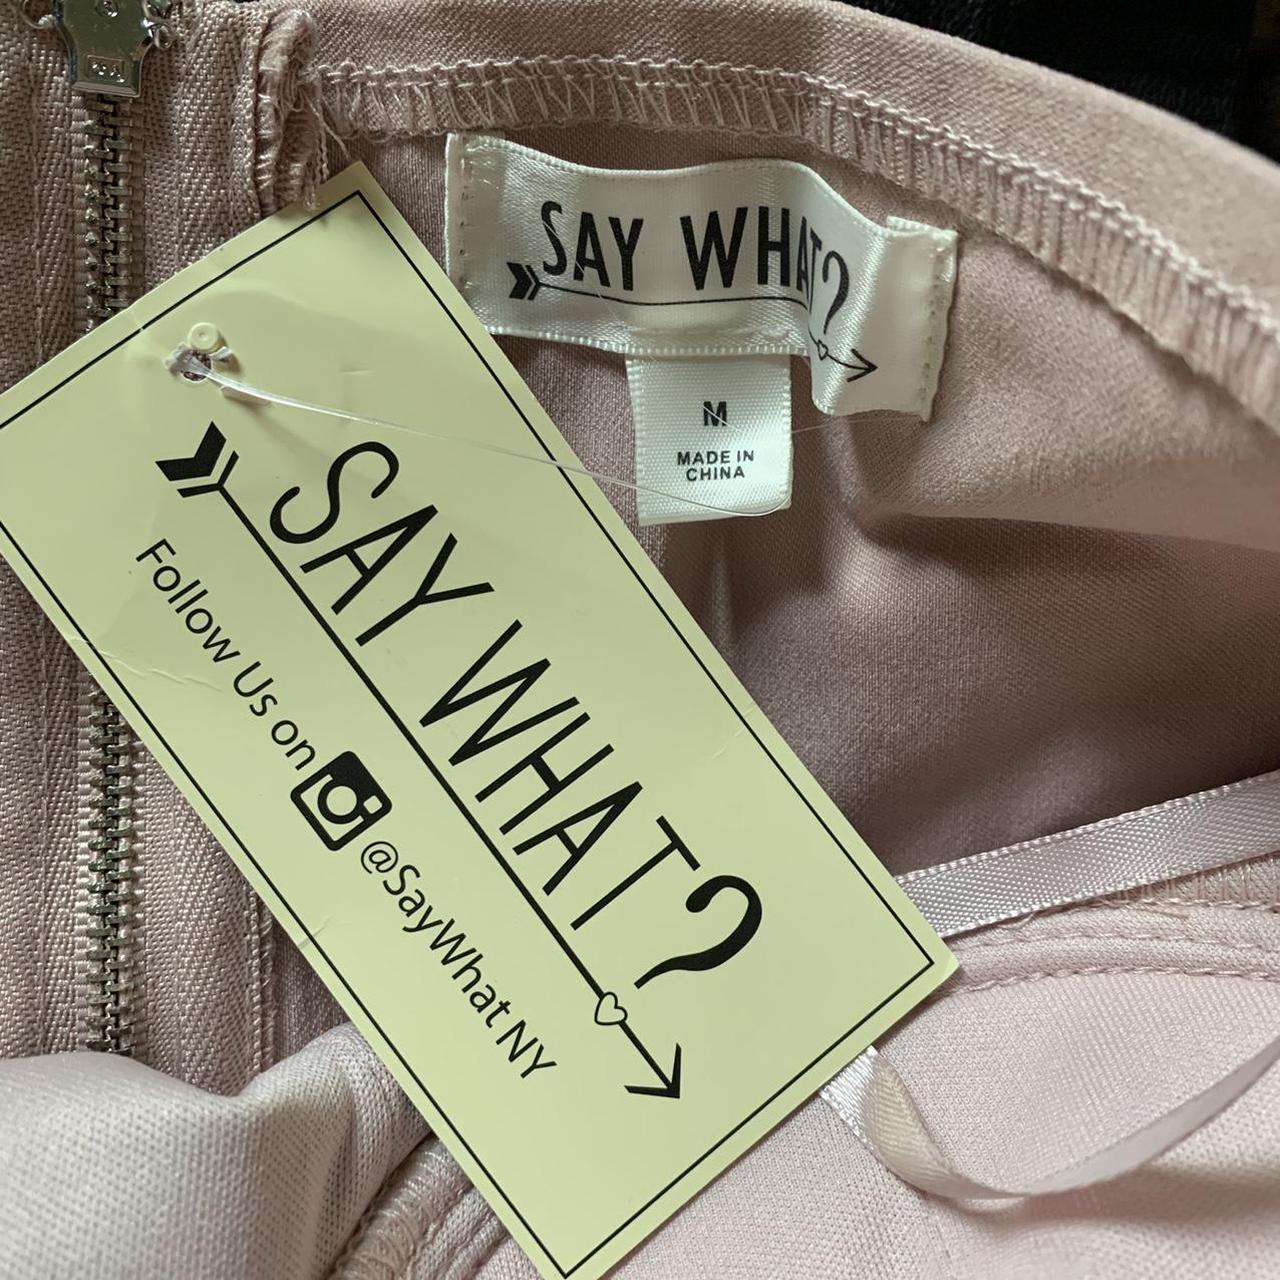 SAY WHAT?
M
MADE IN
CHINA
SAY WHAT?
Follow Us on @SayWhat NY